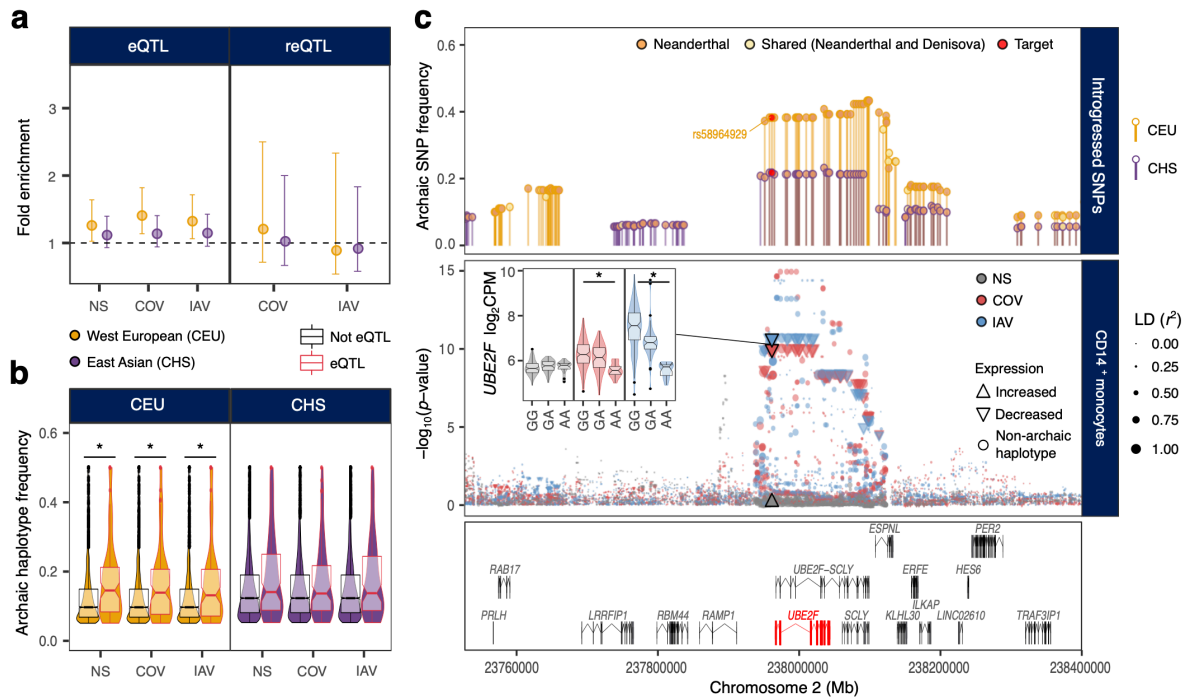 a
eQTL
reQTL
Fold enrichment
3
2
1
NS
COV
IAV
COV
IAV
West European (CEU)
East Asian (CHS)
Not eQTL
eQTL
b
CEU
CHS
Archaic haplotype frequency
0.6
0.4
0.2
0.0
*
*
*
NS
COV
IAV
NS
COV
IAV
c
Neanderthal
Shared (Neanderthal and Denisova)
Target
Archaic SNP frequency
0.6
0.4
0.2
0.0
rs58964929
Introgressed SNPs
CEU
CHS
–log10(p–value)
15
10
5
0
UBE2F log2CPM
10
8
6
*
*
GG
GA
AA
GG
GA
AA
GG
GA
AA
NS
COV
IAV
Expression
Increased
Decreased
Non-archaic
haplotype
CD14 + monocytes
LD (r2)
0.00
0.25
0.50
0.75
1.00
ESPNL
PER2
RAB17
UBE2F−SCLY
ERFE
HES6
ILKAP
PRLH
LRRFIP1
RBM44
RAMP1
UBE2F
SCLY
KLHL30
LINC02610
TRAF3IP1
237600000
237800000
238000000
238200000
238400000
Chromosome 2 (Mb)